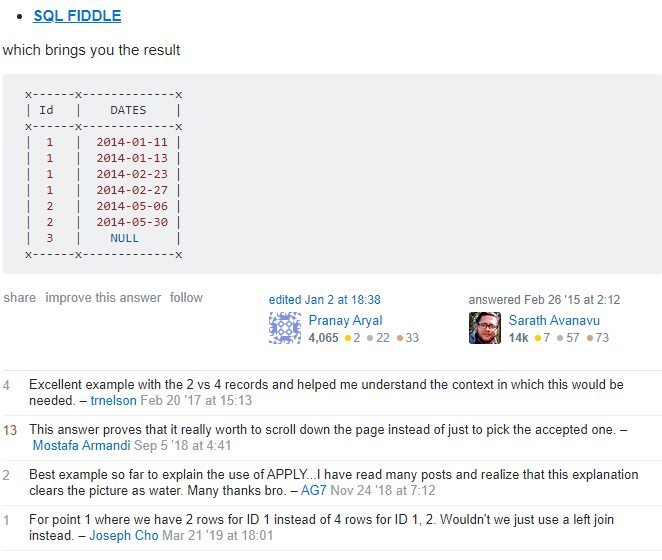 SQL FIDDLE
which brings you the result
x------x-------------x
| Id   |    DATES    |
x------x-------------x
|  1   |  2014-01-11 |
|  1   |  2014-01-13 |
|  1   |  2014-02-23 |
|  1   |  2014-02-27 |
|  2   |  2014-05-06 |
|  2   |  2014-05-30 |
|  3   |    NULL     |
x------x-------------x
share improve this answer follow
edited Jan 2 at 18:38
Pranay Aryal
4,065 2 22 33
answered Feb 26 '15 at 2:12
Sarath Avanavu
14k 7 57 73
4 Excellent example with the 2 vs 4 records and helped me understand the context in which this would be
needed. – trnelson Feb 20 '17 at 15:13
13 This answer proves that it really worth to scroll down the page instead of just to pick the accepted one. –
Mostafa Armandi Sep 5 '18 at 4:41
2 Best example so far to explain the use of APPLY...I have read many posts and realize that this explanation
clears the picture as water. Many thanks bro. – AG7 Nov 24 '18 at 7:12
1 For point 1 where we have 2 rows for ID 1 instead of 4 rows for ID 1, 2. Wouldn't we just use a left join
instead. – Joseph Cho Mar 21 '19 at 18:01